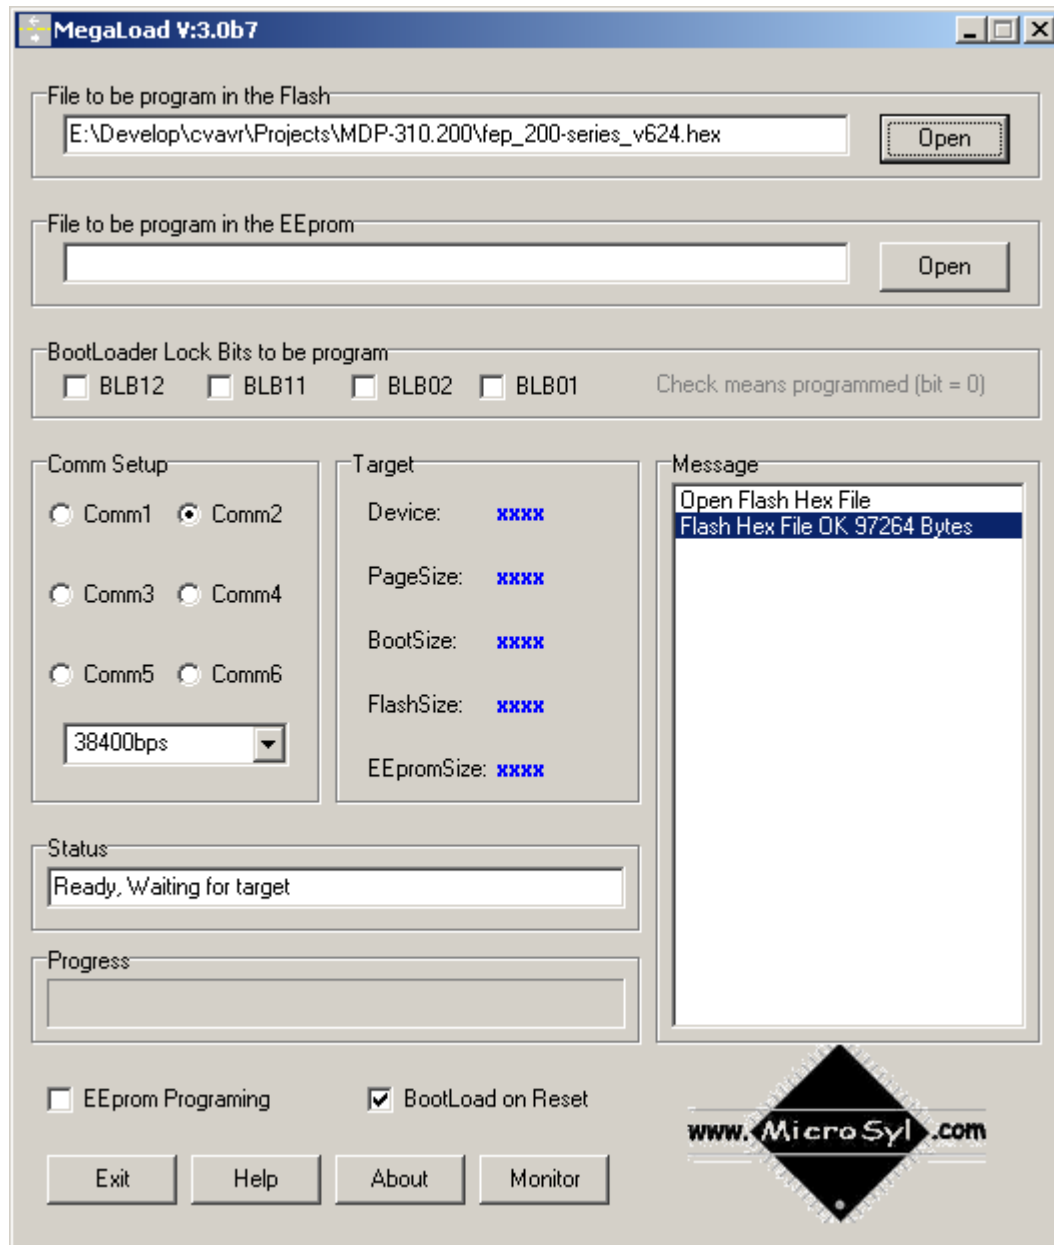 MegaLoad V:3.0b7
File to be program in the Flash
E:\Develop\cvavr\Projects\MDP-310.200\fep_200-series_v624.hex
Open
File to be program in the EEprom
Open
BootLoader Lock Bits to be program
BLB12 BLB11 BLB02 BLB01 Check means programmed (bit = 0)
Comm Setup
Comm1 Comm2
Comm3 Comm4
Comm5 Comm6
38400bps
Target
Device: xxxx
PageSize: xxxx
BootSize: xxxx
FlashSize: xxxx
EEpromSize: xxxx
Message
Open Flash Hex File
Flash Hex File OK 97264 Bytes
Status
Ready, Waiting for target
Progress
EEprom Programing BootLoad on Reset
Exit Help About Monitor
www.MicroSyl.com